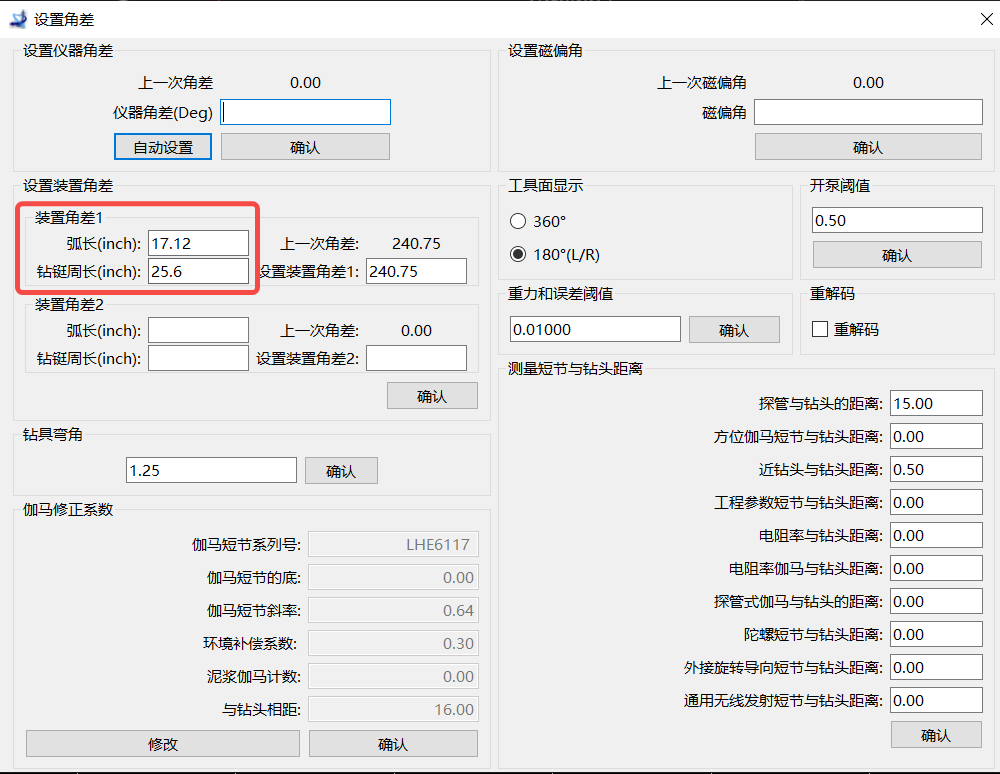 设置角差
设置仪器角差
上一次角差 0.00
仪器角差(Deg)
自动设置 确认
设置磁偏角
上一次磁偏角 0.00
磁偏角
确认
设置装置角差
装置角差1
弧长(inch): 17.12 上一次角差: 240.75
钻铤周长(inch): 25.6 设置装置角差1: 240.75
装置角差2
弧长(inch): 上一次角差: 0.00
钻铤周长(inch): 设置装置角差2:
确认
工具面显示
360°
180°(L/R)
开泵阈值
0.50
确认
重力和误差阈值
0.01000 确认
重解码
重解码
钻具弯角
1.25 确认
伽马修正系数
伽马短节系列号: LHE6117
伽马短节的底: 0.00
伽马短节斜率: 0.64
环境补偿系数: 0.30
泥浆伽马计数: 0.00
与钻头相距: 16.00
修改 确认
测量短节与钻头距离
探管与钻头的距离: 15.00
方位伽马短节与钻头距离: 0.00
近钻头与钻头距离: 0.50
工程参数短节与钻头距离: 0.00
电阻率与钻头距离: 0.00
电阻率伽马与钻头距离: 0.00
探管式伽马与钻头的距离: 0.00
陀螺短节与钻头距离: 0.00
外接旋转导向短节与钻头距离: 0.00
通用无线发射短节与钻头距离: 0.00
确认